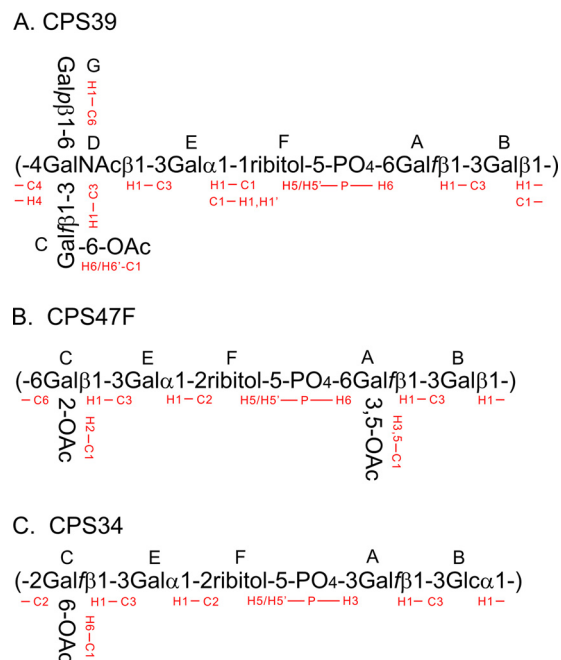 A. CPS39
Galpβ1-6
G
H1–C6
D
E
F
A
B
(-4GalNAcβ1-3Galα1-1ribitol-5-PO4-6Galfβ1-3Galβ1-)
–C4
H1–C3
H1–C1
H5/H5'–P–H6
H1–C3
H1–
–H4
C1–H1,H1'
C1–
Galfβ1-3
H1–C3
C
-6-OAc
H6/H6'-C1
B. CPS47F
C
E
F
A
B
(-6Galβ1-3Galα1-2ribitol-5-PO4-6Galfβ1-3Galβ1-)
–C6
H1–C3
H1–C2
H5/H5'–P–H6
H1–C3
H1–
2-OAc
H2–C1
3,5-OAc
H3,5–C1
C. CPS34
C
E
F
A
B
(-2Galfβ1-3Galα1-2ribitol-5-PO4-3Galfβ1-3Glcα1-)
–C2
H1–C3
H1–C2
H5/H5'–P–H3
H1–C3
H1–
6-OAc
H6–C1